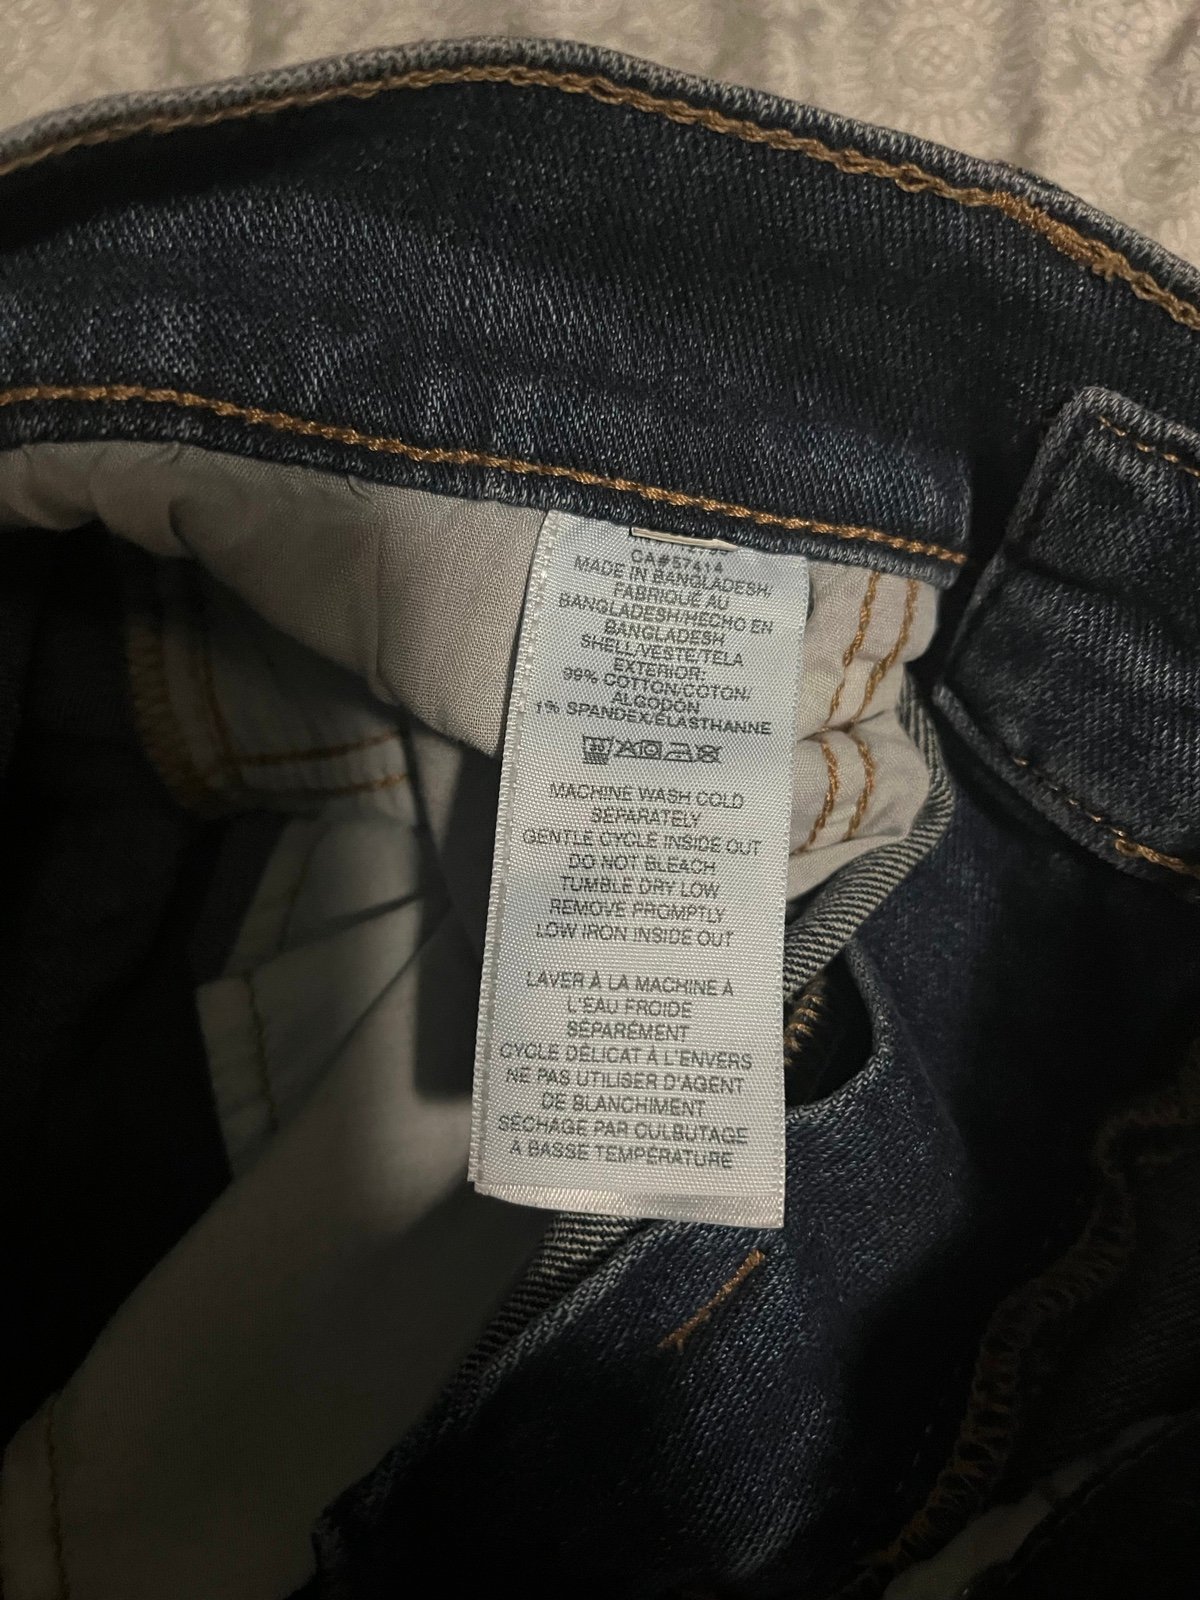 CA#57414
MADE IN BANGLADESH/
FABRIQUÉ AU
BANGLADESH/HECHO EN
BANGLADESH
SHELL/VESTE/TELA
EXTERIOR:
99% COTTON/COTON/
ALGODÓN
1% SPANDEX/ÉLASTHANNE
MACHINE WASH COLD
SEPARATELY
GENTLE CYCLE INSIDE OUT
DO NOT BLEACH
TUMBLE DRY LOW
REMOVE PROMPTLY
LOW IRON INSIDE OUT
LAVER À LA MACHINE À
L'EAU FROIDE
SÉPARÉMENT
CYCLE DÉLICAT À L'ENVERS
NE PAS UTILISER D'AGENT
DE BLANCHIMENT
SÉCHAGE PAR CULBUTAGE
À BASSE TEMPÉRATURE